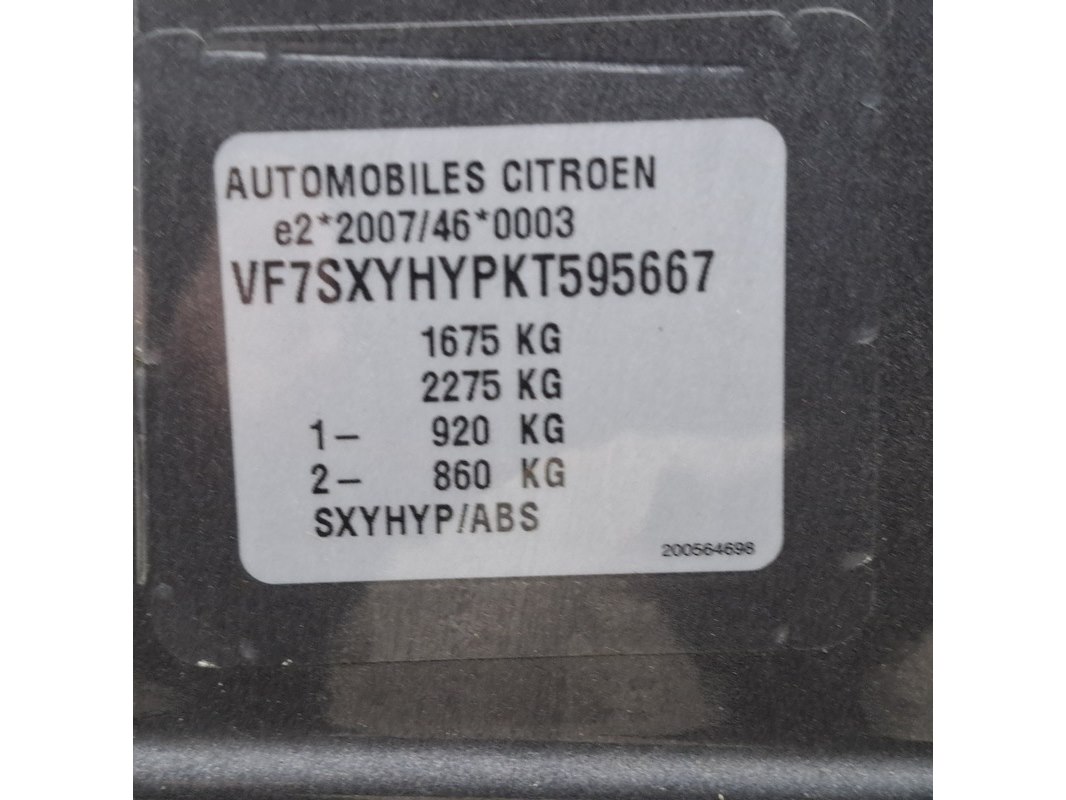 AUTOMOBILES CITROEN
e2*2007/46*0003
VF7SXYHYPKT595667
1675 KG
2275 KG
1- 920 KG
2- 860 KG
SXYHYP/ABS
200564698